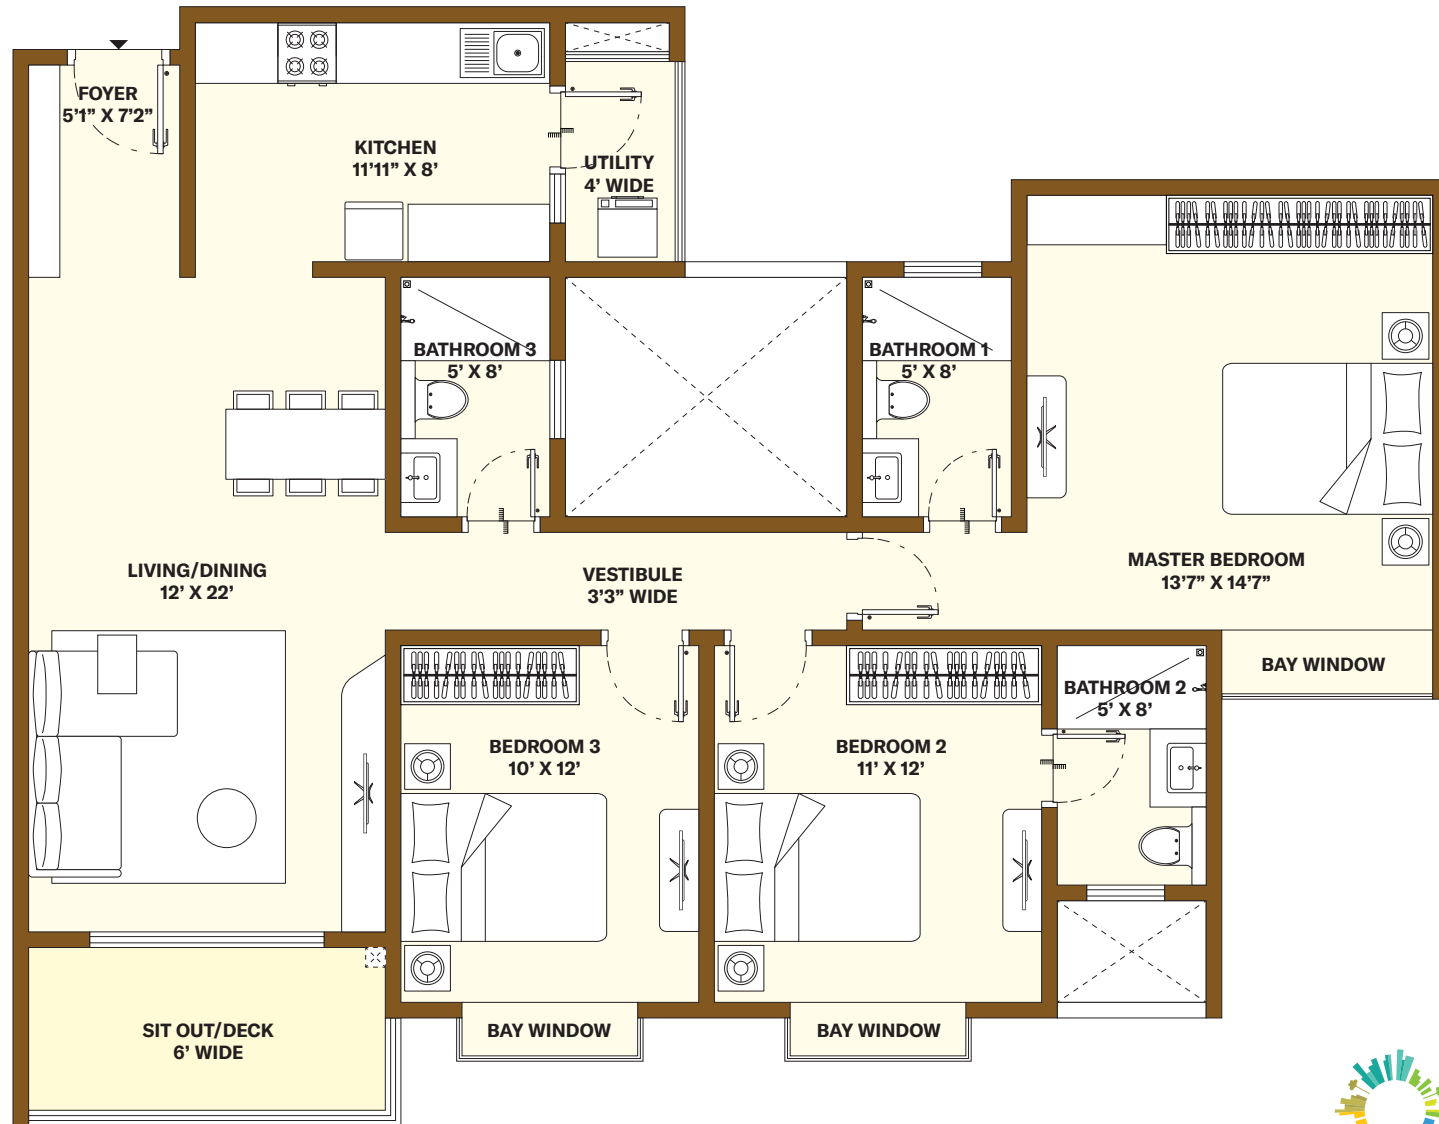 FOYER
5’1” X 7’2”
KITCHEN
11’11” X 8’
UTILITY
4’ WIDE
BATHROOM 3
5’ X 8’
BATHROOM 1
5’ X 8’
LIVING/DINING
12’ X 22’
VESTIBULE
3’3” WIDE
MASTER BEDROOM
13’7” X 14’7”
BAY WINDOW
BATHROOM 2
5’ X 8’
BEDROOM 3
10’ X 12’
BEDROOM 2
11’ X 12’
SIT OUT/DECK
6’ WIDE
BAY WINDOW
BAY WINDOW